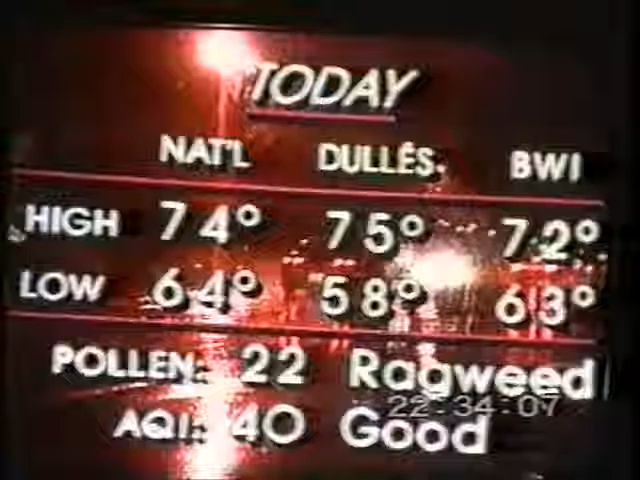 TODAY
NAT'L DULLES BWI
HIGH 74° 75° 72°
LOW 64° 58° 63°
POLLEN: 22 Ragweed
22:34:07
AQI: 40 Good